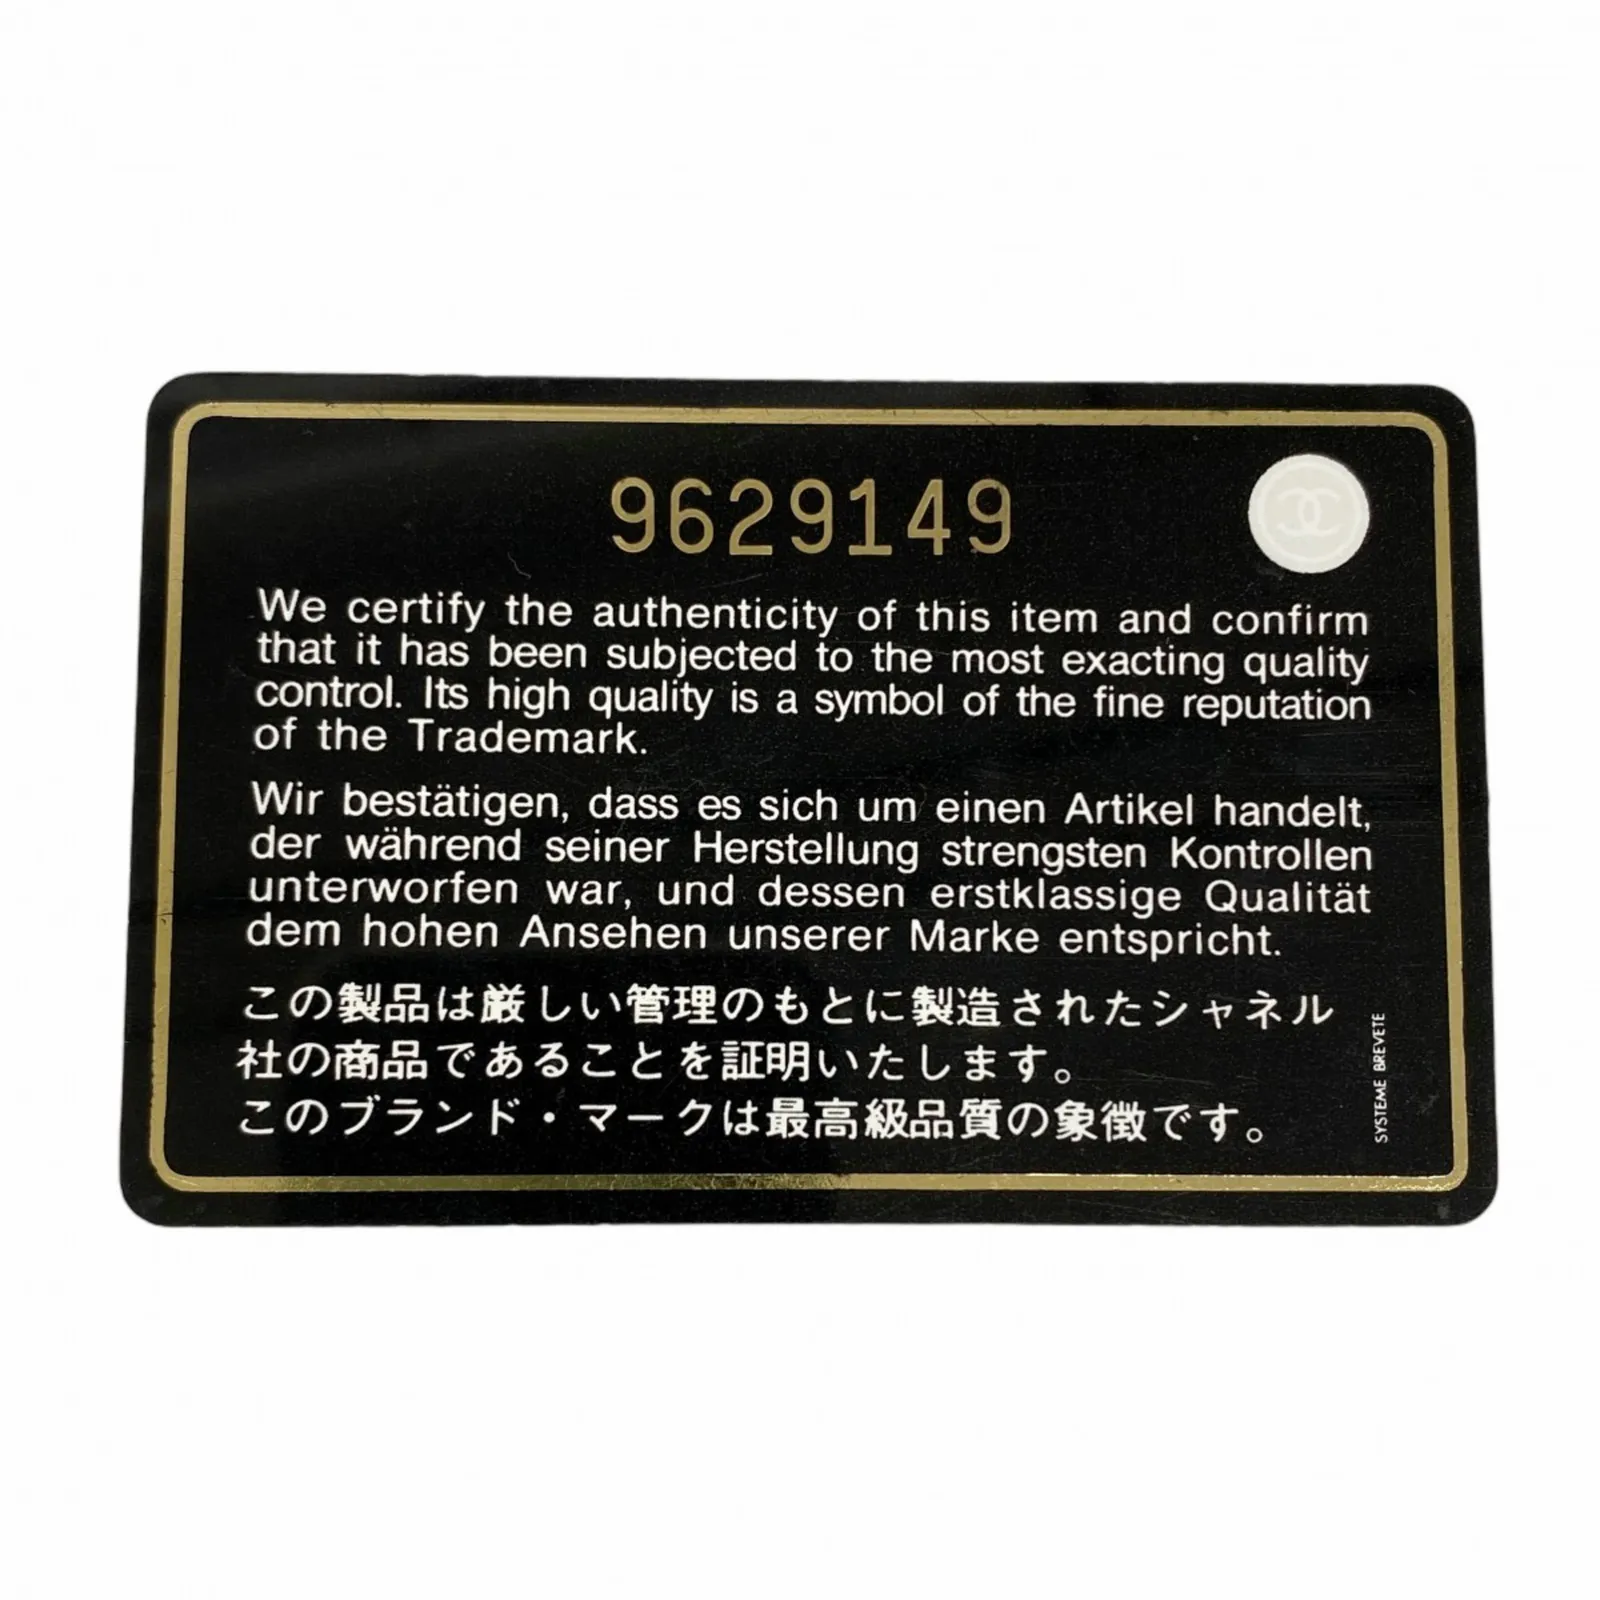 9629149
We certify the authenticity of this item and confirm
that it has been subjected to the most exacting quality
control. Its high quality is a symbol of the fine reputation
of the Trademark.
Wir bestätigen, dass es sich um einen Artikel handelt,
der während seiner Herstellung strengsten Kontrollen
unterworfen war, und dessen erstklassige Qualität
dem hohen Ansehen unserer Marke entspricht.
この製品は厳しい管理のもとに製造されたシャネル
社の商品であることを証明いたします。
このブランド・マークは最高級品質の象徴です。
SYSTEME BREVETE